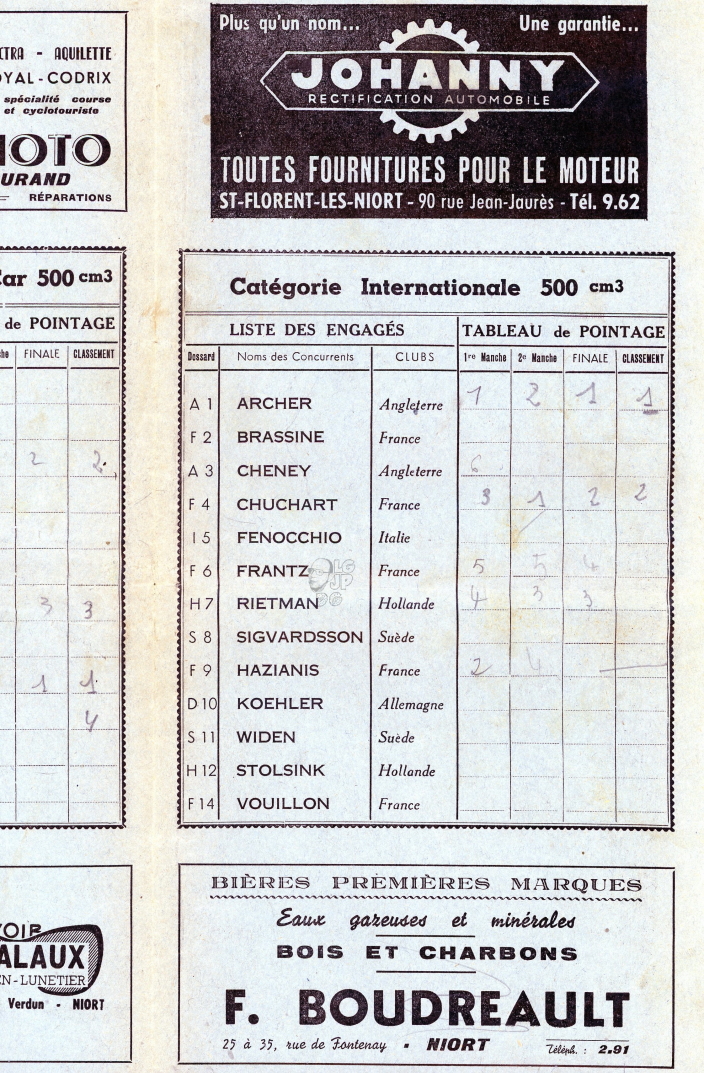 CTRA - AQUILETTE
OYAL - CODRIX
spécialité course
et cyclotouriste
MOTO
URAND
RÉPARATIONS
Car 500 cm3
de POINTAGE
FINALE CLASSEMENT
2 2.
3 3
1 1.
4
VOIR
ALAUX
EN-LUNETIER
Verdun - NIORT
Plus qu'un nom... Une garantie...
JOHANNY
RECTIFICATION AUTOMOBILE
TOUTES FOURNITURES POUR LE MOTEUR
ST-FLORENT-LES-NIORT - 90 rue Jean-Jaurès - Tél. 9.62
Catégorie Internationale 500 cm3
LISTE DES ENGAGÉS TABLEAU de POINTAGE
Dossard Noms des Concurrents CLUBS 1re Manche 2e Manche FINALE CLASSEMENT
A 1 ARCHER Angleterre 1 2 1 1
F 2 BRASSINE France
A 3 CHENEY Angleterre 6
F 4 CHUCHART France 3 1 2 2
I 5 FENOCCHIO Italie
F 6 FRANTZ France 5 5 4
H 7 RIETMAN Hollande 4 3 3
S 8 SIGVARDSSON Suède
F 9 HAZIANIS France 2 4
D 10 KOEHLER Allemagne
S 11 WIDEN Suède
H 12 STOLSINK Hollande
F 14 VOUILLON France
LG
JP
BIÈRES PREMIÈRES MARQUES
Eaux gazeuses et minérales
BOIS ET CHARBONS
F. BOUDREAULT
25 à 35, rue de Fontenay - NIORT Téléph. : 2.91